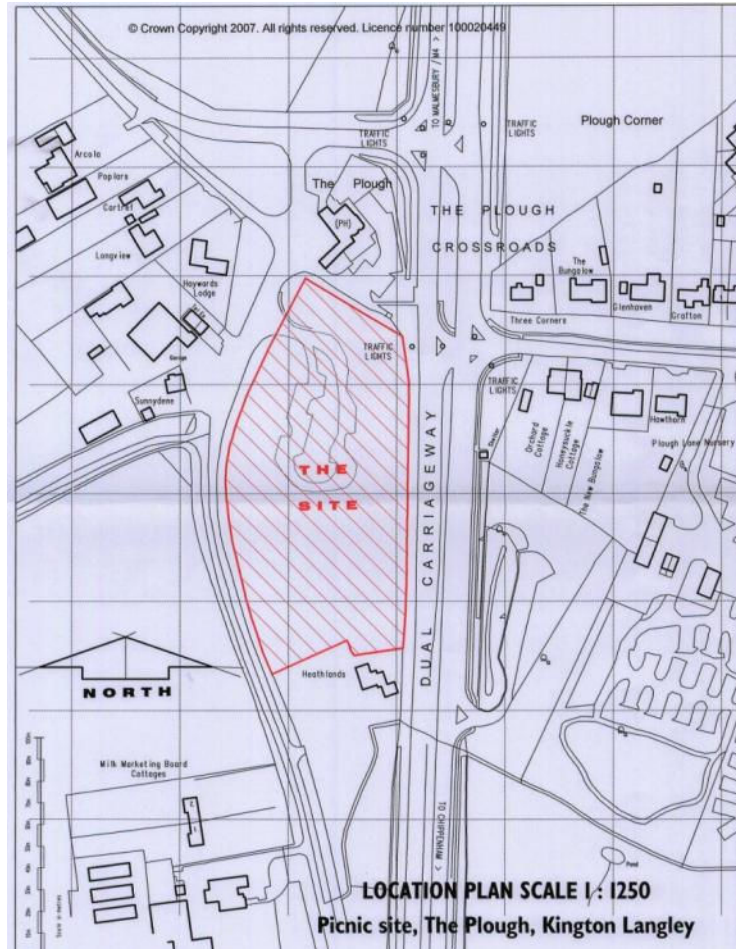 © Crown Copyright 2007. All rights reserved. Licence number 100020449
TO MALMESBURY / M4 >
TRAFFIC
LIGHTS
TRAFFIC
LIGHTS
Plough Corner
Arcola
Poplars
Cartref
Longview
Haywards
Lodge
The Plough
(PH)
THE PLOUGH
CROSSROADS
The
Bungalow
Glenhaven
Grafton
Three Corners
Garage
Sunnydene
TRAFFIC
LIGHTS
TRAFFIC
LIGHTS
Shelter
Orchard
Cottage
Honeysuckle
Cottage
The New Bungalow
Hawthorn
Plough Lane Nursery
THE
SITE
DUAL CARRIAGEWAY
Heathlands
NORTH
Milk Marketing Board
Cottages
2
1
TO CHIPPENHAM >
Pond
LOCATION PLAN SCALE 1 : 1250
Picnic site, The Plough, Kington Langley